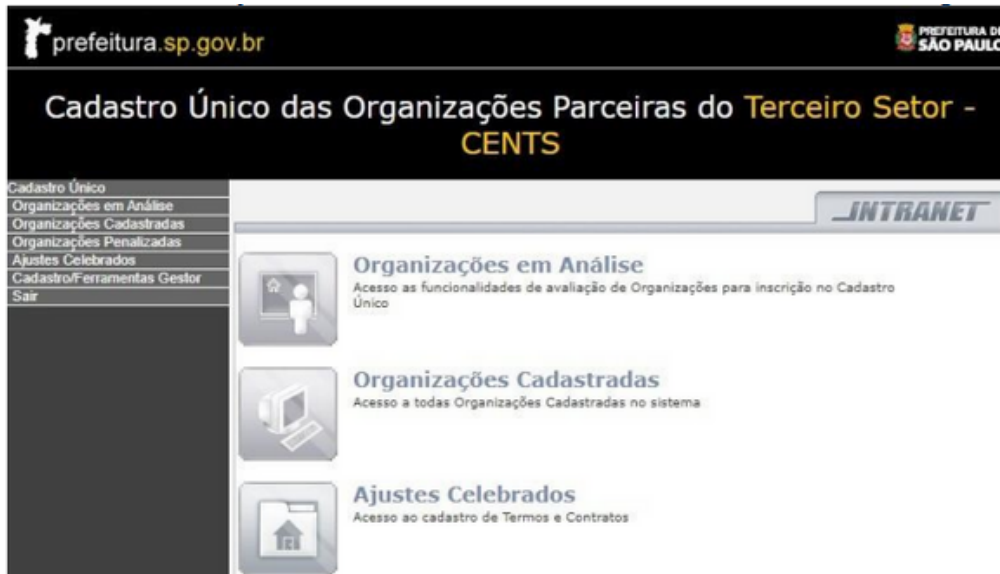 prefeitura.sp.gov.br
PREFEITURA DE
SÃO PAULO
Cadastro Único das Organizações Parceiras do Terceiro Setor -
CENTS
Cadastro Único
Organizações em Análise
Organizações Cadastradas
Organizações Penalizadas
Ajustes Celebrados
Cadastro/Ferramentas Gestor
Sair
INTRANET
Organizações em Análise
Acesso as funcionalidades de avaliação de Organizações para inscrição no Cadastro
Único
Organizações Cadastradas
Acesso a todas Organizações Cadastradas no sistema
Ajustes Celebrados
Acesso ao cadastro de Termos e Contratos